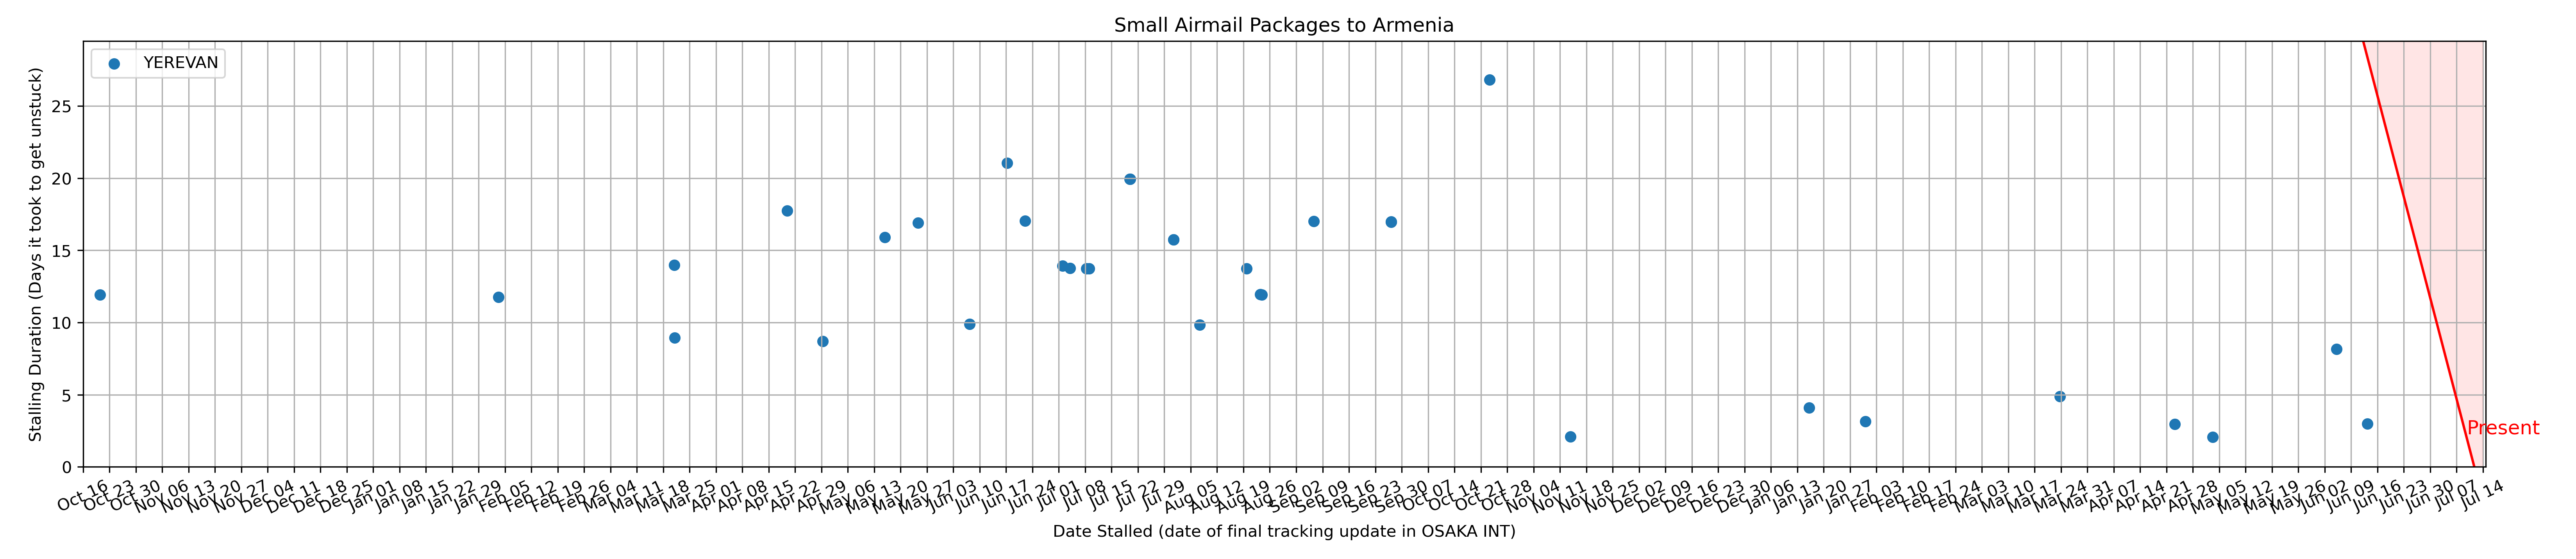 Small Airmail Packages to Armenia
YEREVAN
Stalling Duration (Days it took to get unstuck)
25
20
15
10
5
0
Present
Oct 16 Oct 23 Oct 30 Nov 06 Nov 13 Nov 20 Nov 27 Dec 04 Dec 11 Dec 18 Dec 25 Jan 01 Jan 08 Jan 15 Jan 22 Jan 29 Feb 05 Feb 12 Feb 19 Feb 26 Mar 04 Mar 11 Mar 18 Mar 25 Apr 01 Apr 08 Apr 15 Apr 22 Apr 29 May 06 May 13 May 20 May 27 Jun 03 Jun 10 Jun 17 Jun 24 Jul 01 Jul 08 Jul 15 Jul 22 Jul 29 Aug 05 Aug 12 Aug 19 Aug 26 Sep 02 Sep 09 Sep 16 Sep 23 Sep 30 Oct 07 Oct 14 Oct 21 Oct 28 Nov 04 Nov 11 Nov 18 Nov 25 Dec 02 Dec 09 Dec 16 Dec 23 Dec 30 Jan 06 Jan 13 Jan 20 Jan 27 Feb 03 Feb 10 Feb 17 Feb 24 Mar 03 Mar 10 Mar 17 Mar 24 Mar 31 Apr 07 Apr 14 Apr 21 Apr 28 May 05 May 12 May 19 May 26 Jun 02 Jun 09 Jun 16 Jun 23 Jun 30 Jul 07 Jul 14
Date Stalled (date of final tracking update in OSAKA INT)